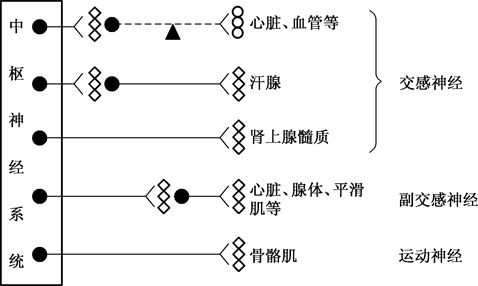 中枢神经系统
心脏、血管等
汗腺
肾上腺髓质
交感神经
心脏、腺体、平滑
肌等
副交感神经
骨骼肌
运动神经